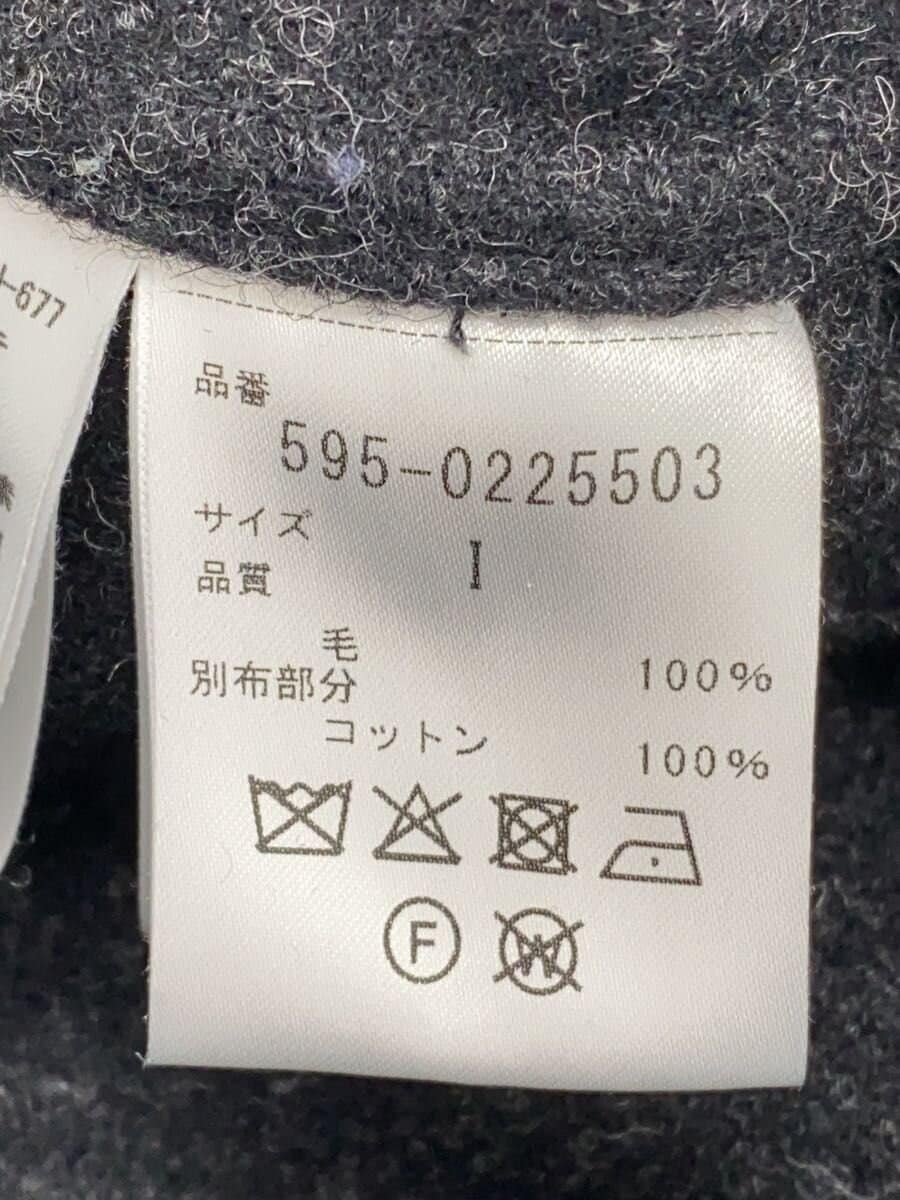 品番
595-0225503
サイズ
I
品質
毛 100%
別布部分
コットン 100%
F
W
-677